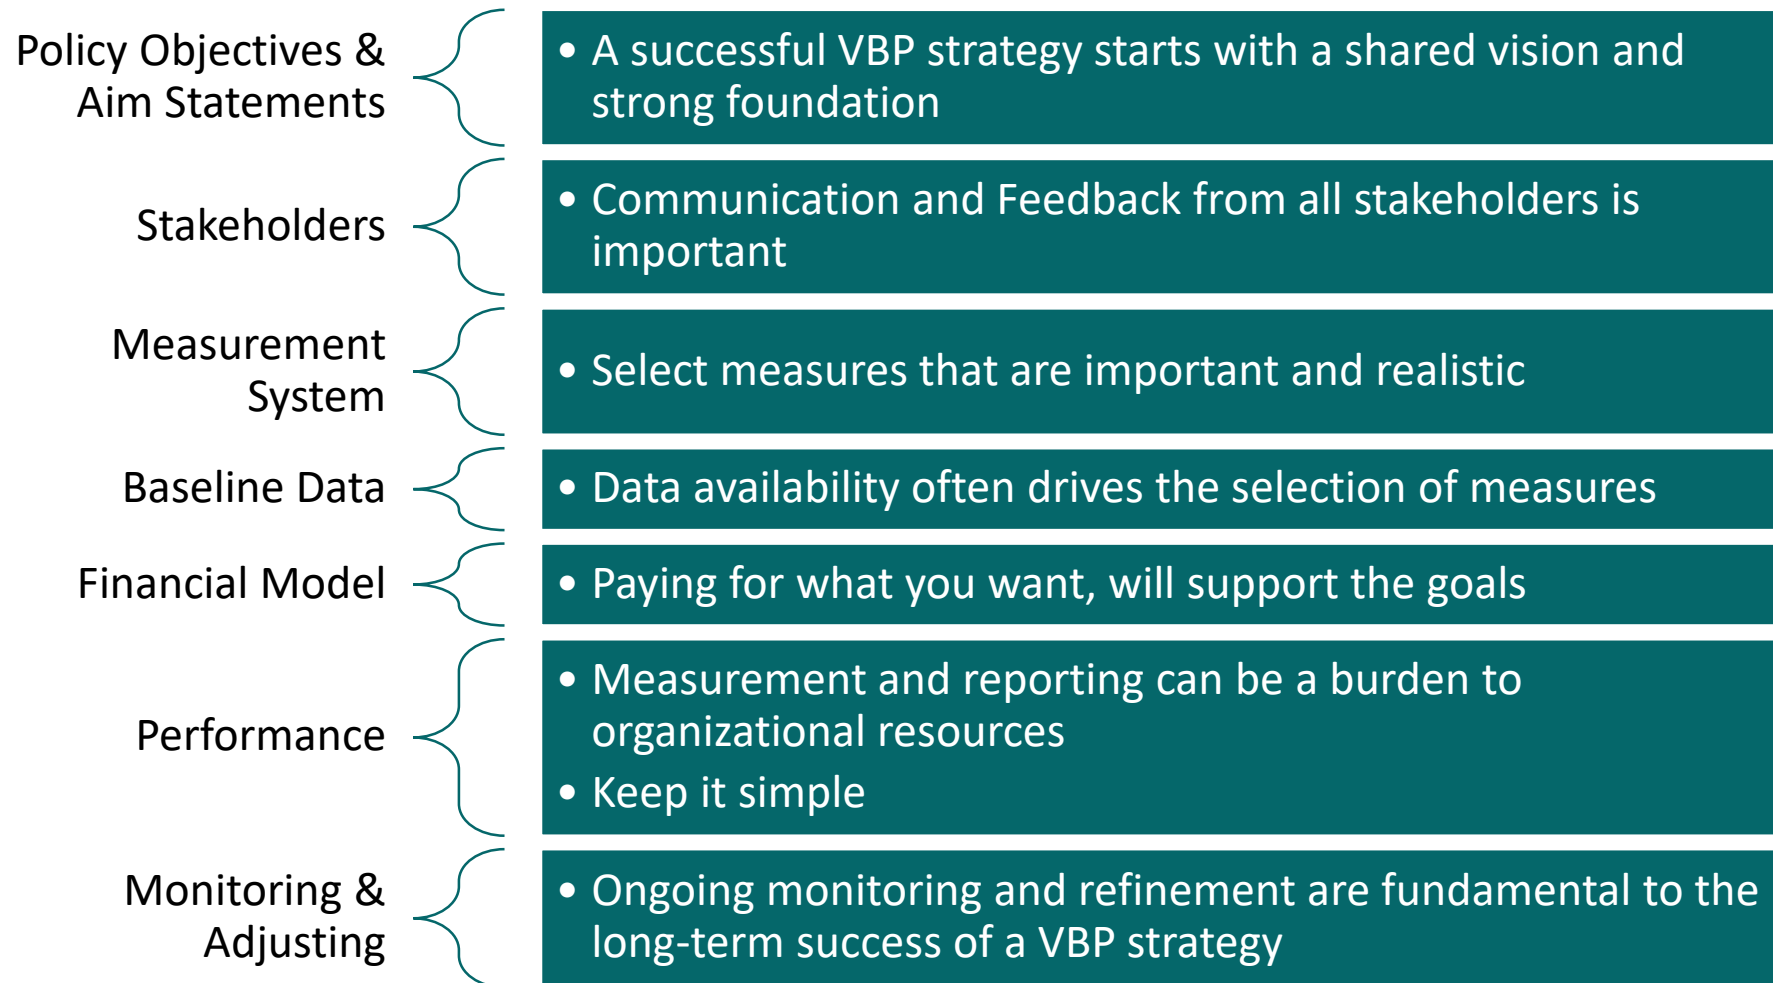 Policy Objectives &
Aim Statements
• A successful VBP strategy starts with a shared vision and
strong foundation
Stakeholders
• Communication and Feedback from all stakeholders is
important
Measurement
System
• Select measures that are important and realistic
Baseline Data
• Data availability often drives the selection of measures
Financial Model
• Paying for what you want, will support the goals
Performance
• Measurement and reporting can be a burden to
organizational resources
• Keep it simple
Monitoring &
Adjusting
• Ongoing monitoring and refinement are fundamental to the
long-term success of a VBP strategy